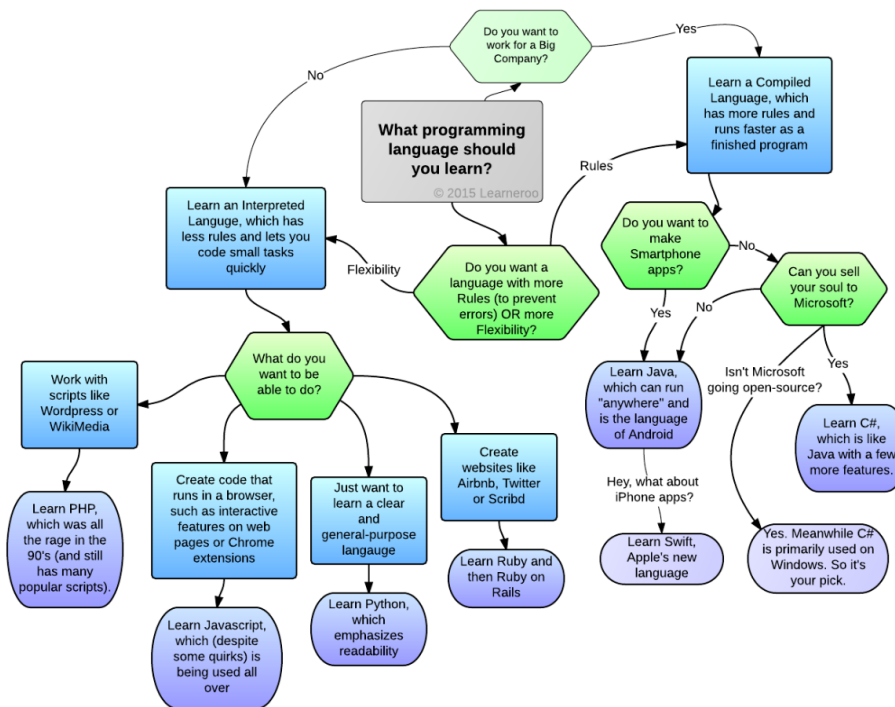 Do you want to
work for a Big
Company?
Yes
No
Learn a Compiled
Language, which
has more rules and
runs faster as a
finished program
What programming
language should
you learn?
© 2015 Learneroo
Rules
Learn an Interpreted
Languge, which has
less rules and lets you
code small tasks
quickly
Flexibility
Do you want a
language with more
Rules (to prevent
errors) OR more
Flexibility?
Do you want to
make
Smartphone
apps?
No
Can you sell
your soul to
Microsoft?
Yes
No
What do you
want to be
able to do?
Work with
scripts like
Wordpress or
WikiMedia
Learn Java,
which can run
"anywhere" and
is the language
of Android
Isn't Microsoft
going open-source?
Yes
Learn C#,
which is like
Java with a few
more features.
Create code that
runs in a browser,
such as interactive
features on web
pages or Chrome
extensions
Just want to
learn a clear
and
general-purpose
langauge
Create
websites like
Airbnb, Twitter
or Scribd
Hey, what about
iPhone apps?
Learn PHP,
which was all
the rage in the
90's (and still
has many
popular scripts).
Learn Ruby and
then Ruby on
Rails
Learn Swift,
Apple's new
language
Yes. Meanwhile C#
is primarily used on
Windows. So it's
your pick.
Learn Javascript,
which (despite
some quirks) is
being used all
over
Learn Python,
which
emphasizes
readability